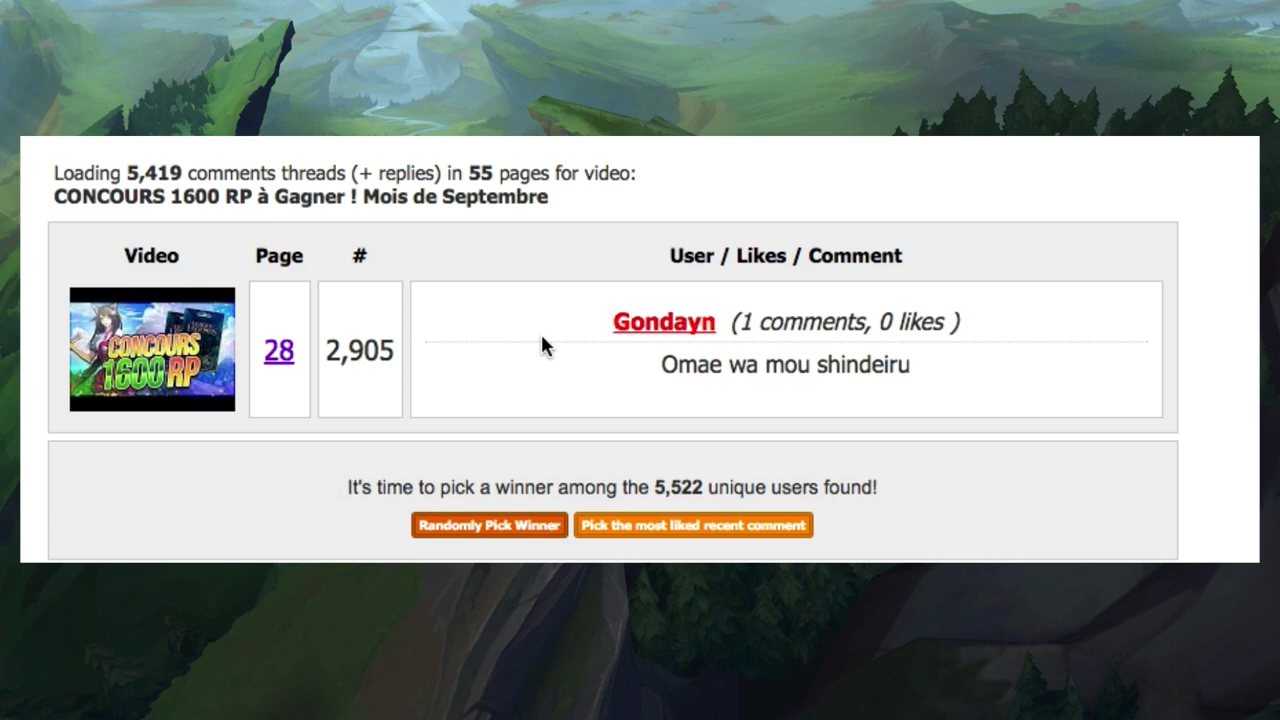 Loading 5,419 comments threads (+ replies) in 55 pages for video:
CONCOURS 1600 RP à Gagner ! Mois de Septembre
Video Page # User / Likes / Comment
CONCOURS
1600 RP
28 2,905
Gondayn (1 comments, 0 likes )
Omae wa mou shindeiru
It's time to pick a winner among the 5,522 unique users found!
Randomly Pick Winner Pick the most liked recent comment